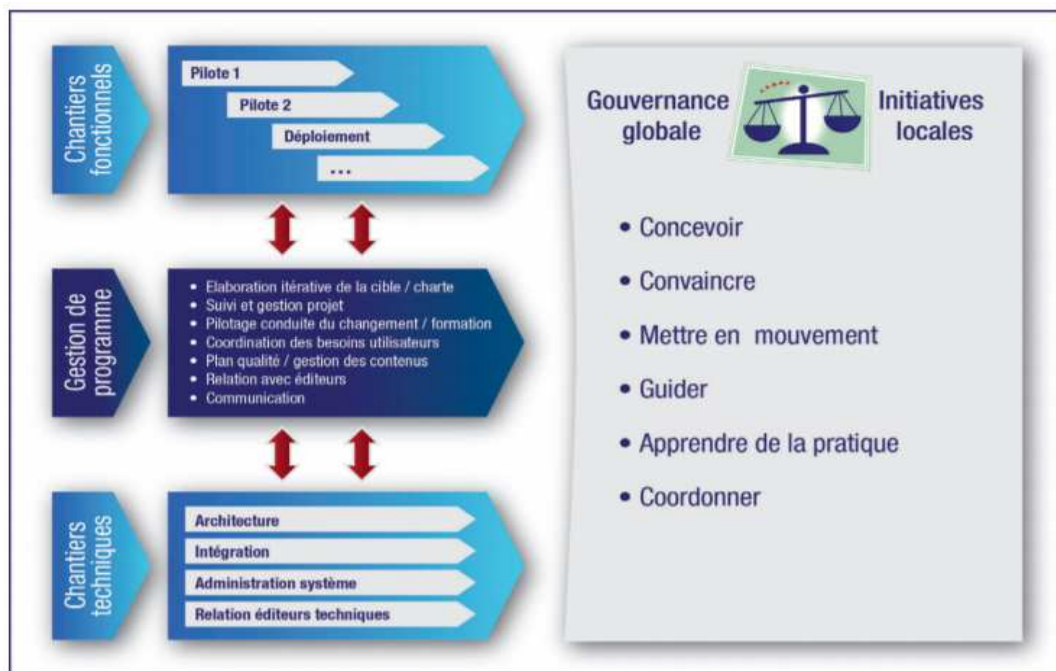 Chantiers
fonctionnels
Pilote 1
Pilote 2
Déploiement
...
Gestion de
programme
• Elaboration itérative de la cible / charte
• Suivi et gestion projet
• Pilotage conduite du changement / formation
• Coordination des besoins utilisateurs
• Plan qualité / gestion des contenus
• Relation avec éditeurs
• Communication
Chantiers
techniques
Architecture
Intégration
Administration système
Relation éditeurs techniques
Gouvernance
globale
Initiatives
locales
• Concevoir
• Convaincre
• Mettre en mouvement
• Guider
• Apprendre de la pratique
• Coordonner